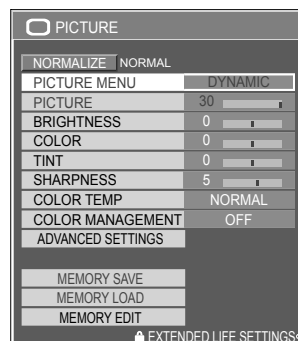 PICTURE
NORMALIZE NORMAL
PICTURE MENU DYNAMIC
PICTURE 30
BRIGHTNESS 0
COLOR 0
TINT 0
SHARPNESS 5
COLOR TEMP NORMAL
COLOR MANAGEMENT OFF
ADVANCED SETTINGS
MEMORY SAVE
MEMORY LOAD
MEMORY EDIT
EXTENDED LIFE SETTINGS